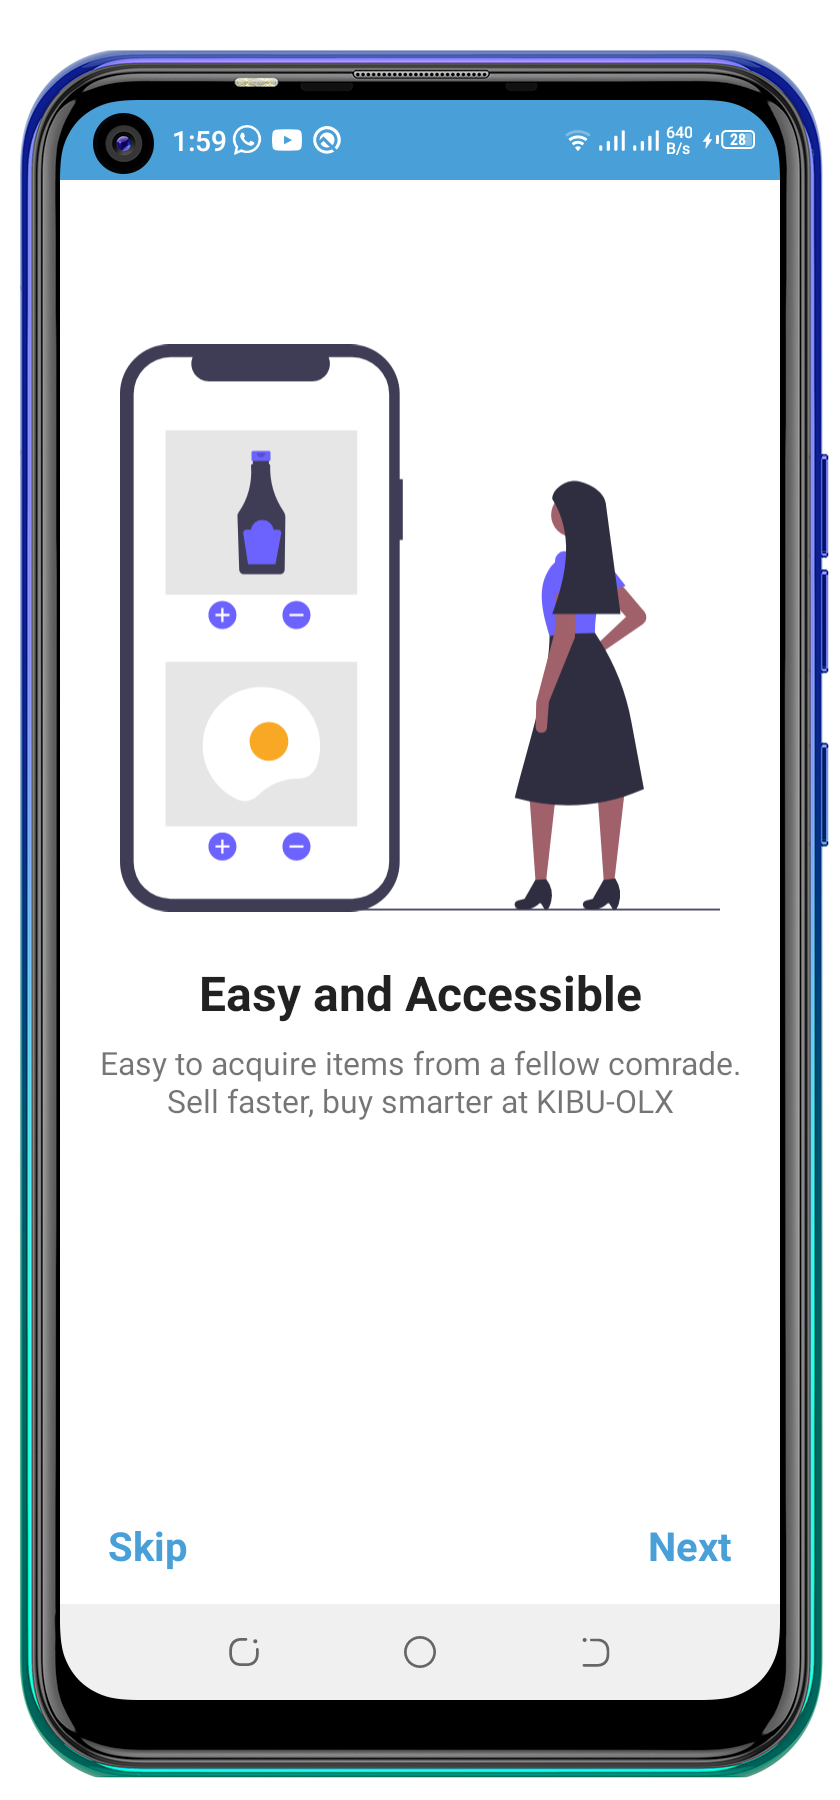 1:59 640 B/s 28
Easy and Accessible
Easy to acquire items from a fellow comrade.
Sell faster, buy smarter at KIBU-OLX
Skip Next